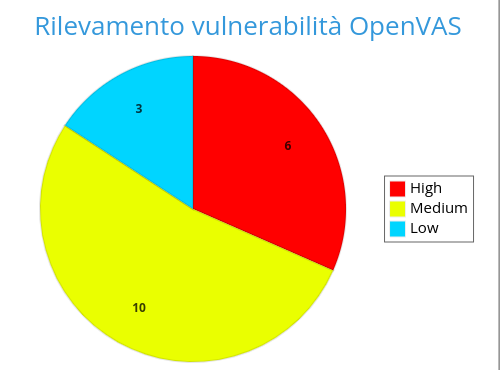 Rilevamento vulnerabilità OpenVAS
3
6
10
High
Medium
Low